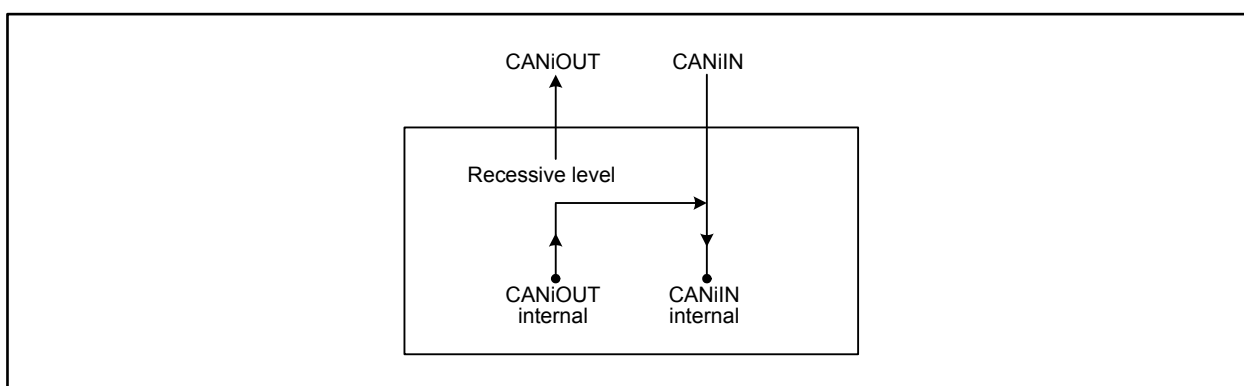 CANiOUT CANiIN
Recessive level
CANiOUT CANiIN
internal internal